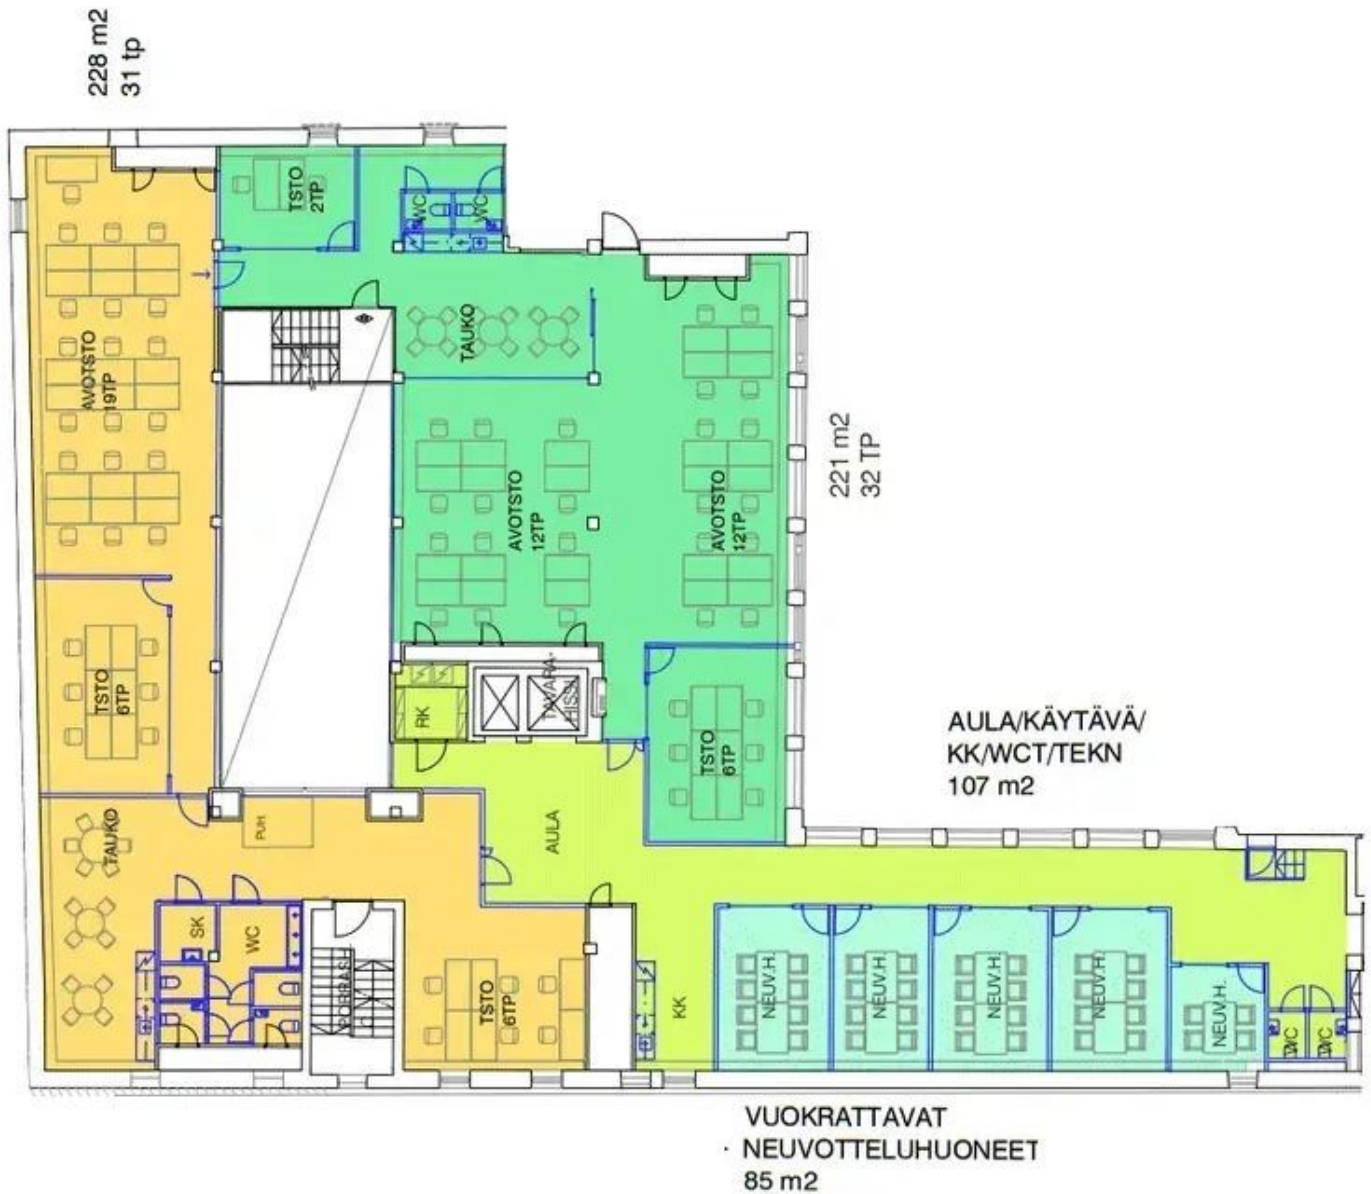 228 m2
31 tp
TSTO
2TP
WC
WC
AVOTSTO
19TP
TAUKO
221 m2
32 TP
AVOTSTO
12TP
AVOTSTO
12TP
TSTO
6TP
RK
TAVARA-
HISSI
TSTO
6TP
AULA/KÄYTÄVÄ/
KK/WCT/TEKN
107 m2
TAUKO
PUH
AULA
SK
WC
TSTO
6TP
KK
NEUV.H.
NEUV.H.
NEUV.H.
NEUV.H.
NEUV.H.
WC
WC
VUOKRATTAVAT
NEUVOTTELUHUONEET
85 m2